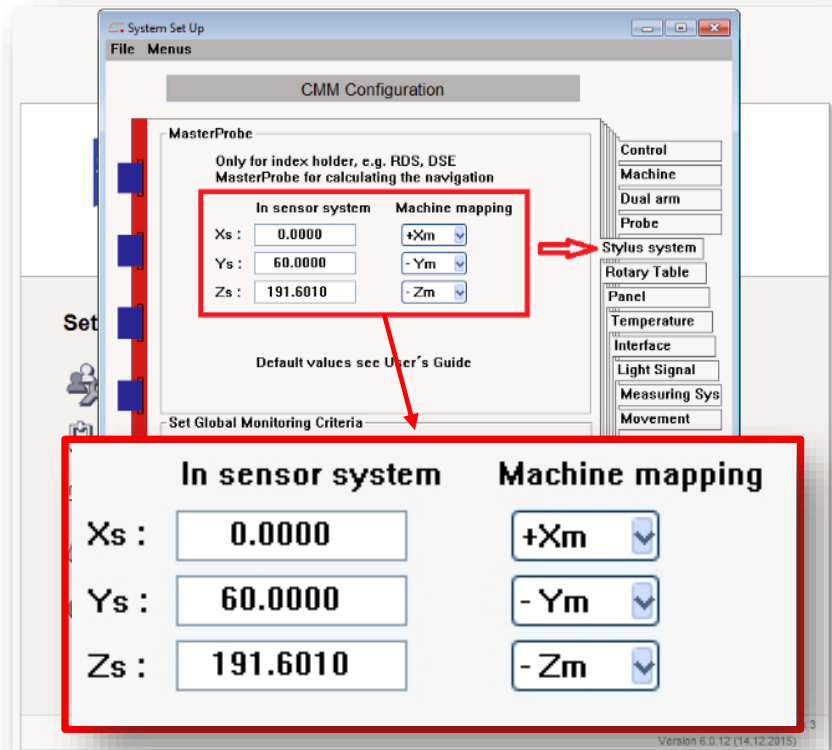 System Set Up
File Menus
CMM Configuration
MasterProbe
Only for index holder, e.g. RDS, DSE
MasterProbe for calculating the navigation
In sensor system Machine mapping
Xs : 0.0000 +Xm
Ys : 60.0000 - Ym
Zs : 191.6010 - Zm
Default values see User's Guide
Set Global Monitoring Criteria
Control
Machine
Dual arm
Probe
Stylus system
Rotary Table
Panel
Temperature
Interface
Light Signal
Measuring Sys
Movement
Set
In sensor system Machine mapping
Xs : 0.0000 +Xm
Ys : 60.0000 - Ym
Zs : 191.6010 - Zm
3
Version 6.0.12 (14.12.2015)